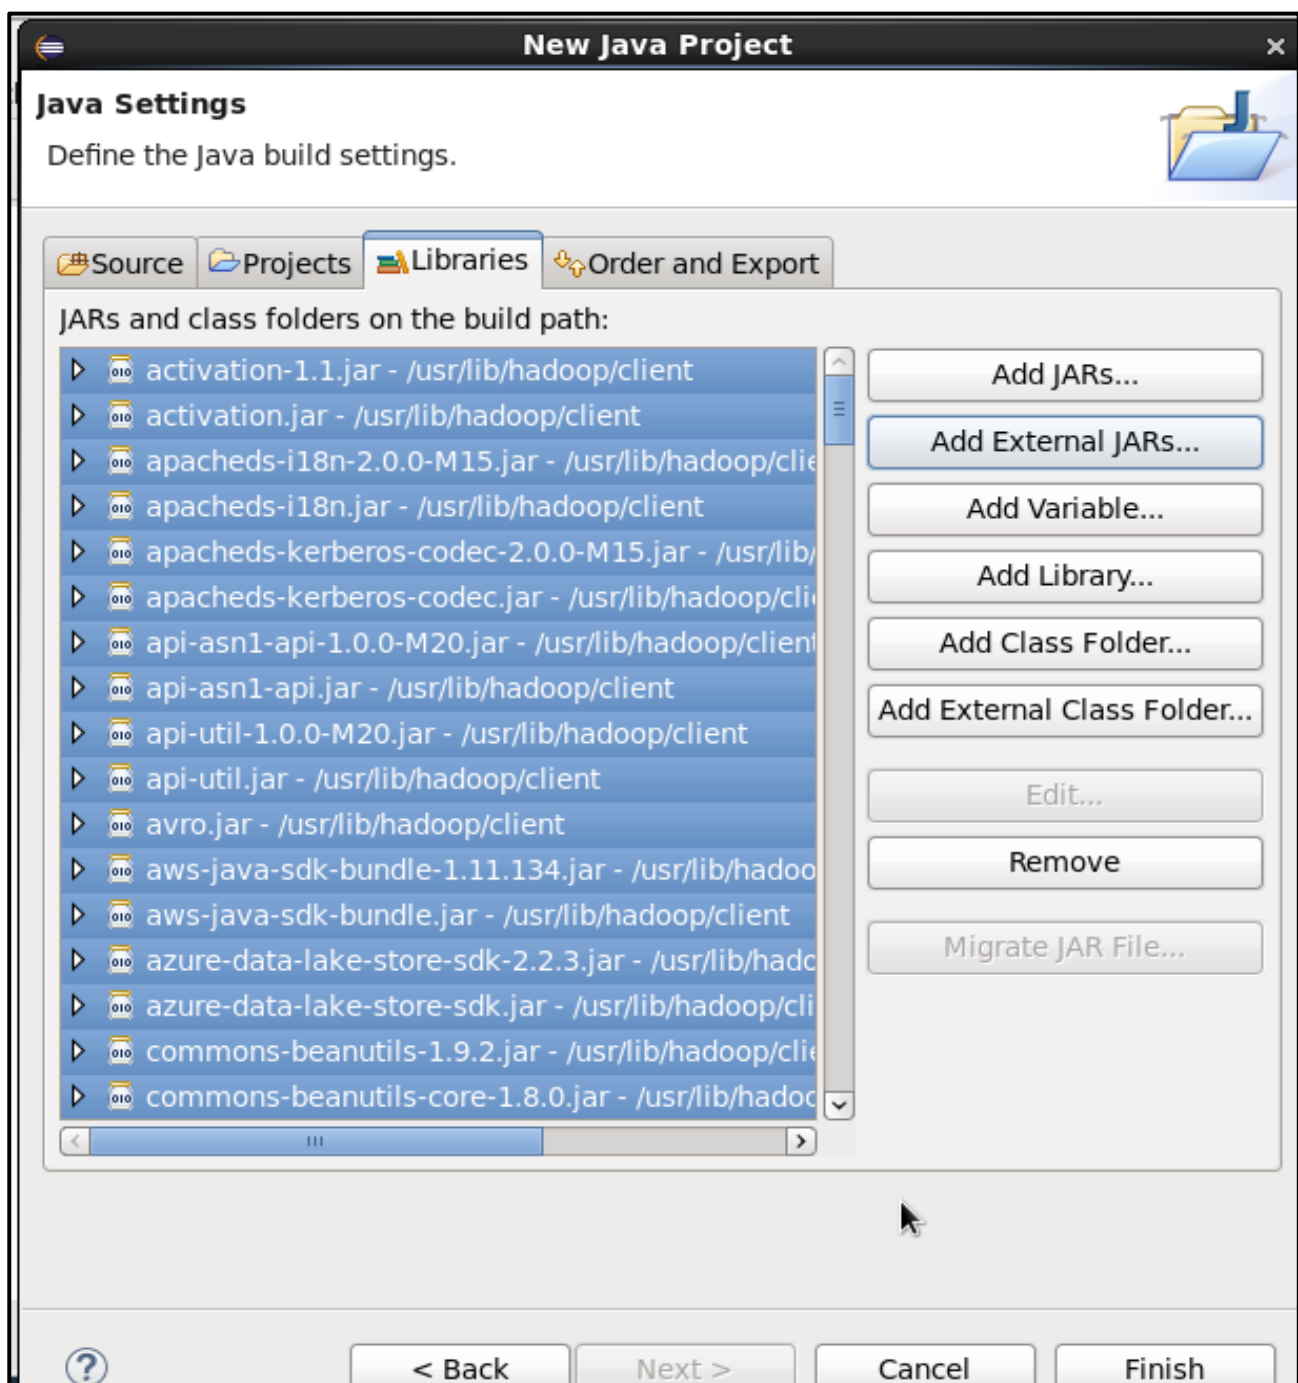 New Java Project
Java Settings
Define the Java build settings.
Source Projects Libraries Order and Export
JARs and class folders on the build path:
activation-1.1.jar - /usr/lib/hadoop/client
activation.jar - /usr/lib/hadoop/client
apacheds-i18n-2.0.0-M15.jar - /usr/lib/hadoop/clie
apacheds-i18n.jar - /usr/lib/hadoop/client
apacheds-kerberos-codec-2.0.0-M15.jar - /usr/lib/
apacheds-kerberos-codec.jar - /usr/lib/hadoop/clie
api-asn1-api-1.0.0-M20.jar - /usr/lib/hadoop/client
api-asn1-api.jar - /usr/lib/hadoop/client
api-util-1.0.0-M20.jar - /usr/lib/hadoop/client
api-util.jar - /usr/lib/hadoop/client
avro.jar - /usr/lib/hadoop/client
aws-java-sdk-bundle-1.11.134.jar - /usr/lib/hadoo
aws-java-sdk-bundle.jar - /usr/lib/hadoop/client
azure-data-lake-store-sdk-2.2.3.jar - /usr/lib/hado
azure-data-lake-store-sdk.jar - /usr/lib/hadoop/cli
commons-beanutils-1.9.2.jar - /usr/lib/hadoop/clie
commons-beanutils-core-1.8.0.jar - /usr/lib/hadoo
Add JARs...
Add External JARs...
Add Variable...
Add Library...
Add Class Folder...
Add External Class Folder...
Edit...
Remove
Migrate JAR File...
< Back Next > Cancel Finish